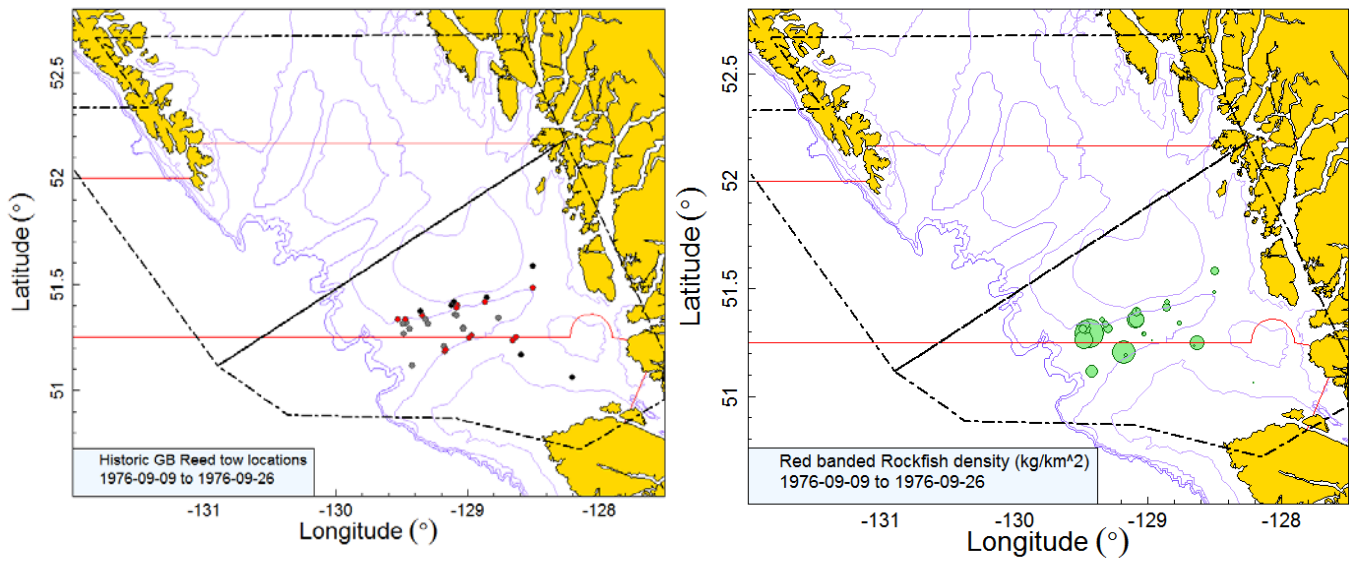 52.5
52
51.5
51
Latitude (°)
Historic GB Reed tow locations
1976-09-09 to 1976-09-26
-131
-130
-129
-128
Longitude (°)
52.5
52
51.5
51
Latitude (°)
Red banded Rockfish density (kg/km^2)
1976-09-09 to 1976-09-26
-131
-130
-129
-128
Longitude (°)